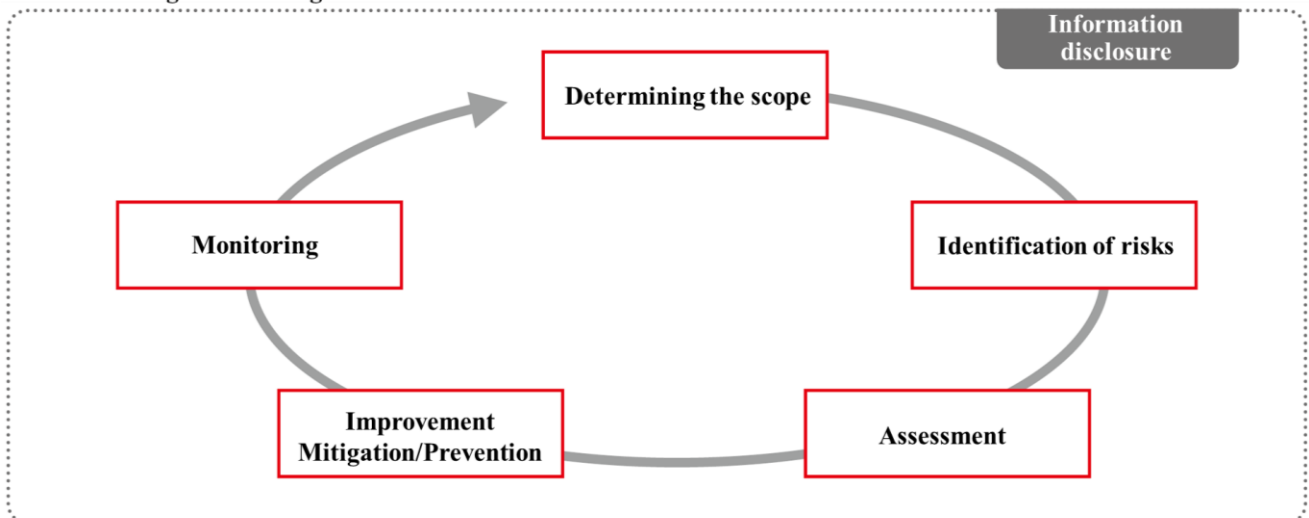 Information
disclosure
Determining the scope
Monitoring
Identification of risks
Improvement
Mitigation/Prevention
Assessment